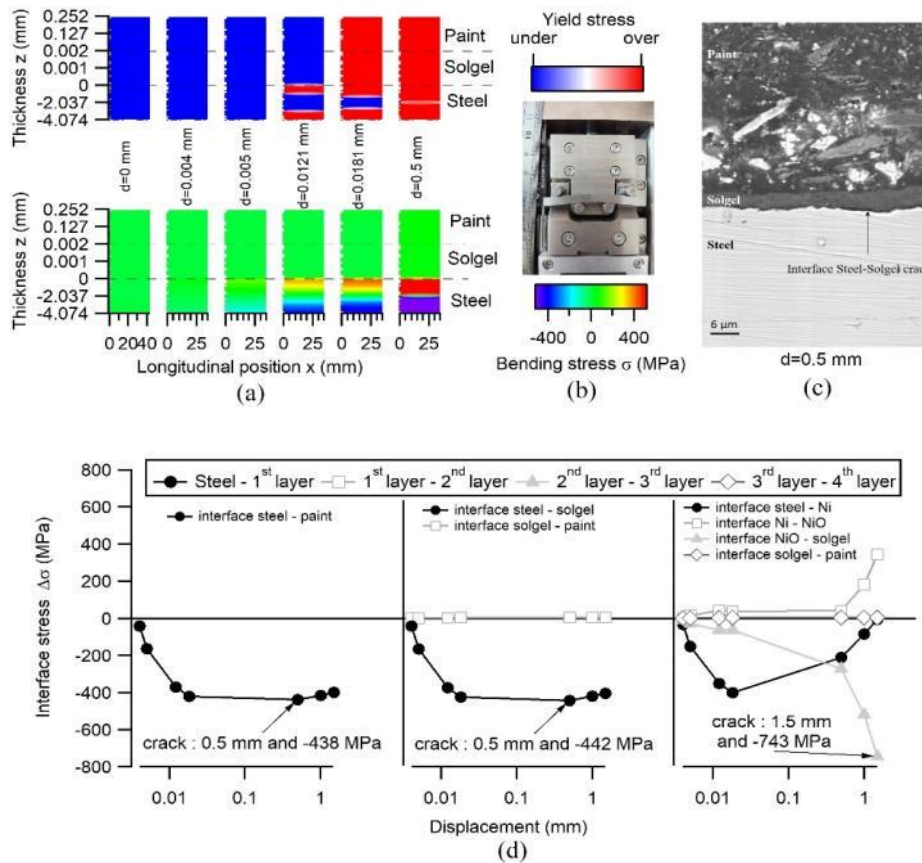 Yield stress
under over
Thickness z (mm)
0.252
0.127
0.002
0.001
0
-2.037
-4.074
Paint
Solgel
Steel
d=0 mm
d=0.004 mm
d=0.005 mm
d=0.0121 mm
d=0.0181 mm
d=0.5 mm
Thickness z (mm)
0.252
0.127
0.002
0
-2.037
-4.074
Paint
Solgel
Steel
0 2040 0 25 0 25 0 25 0 25 0 25
Longitudinal position x (mm)
(a)
-400 0 400
Bending stress σ (MPa)
(b)
Paint
Solgel
Steel
Interface Steel-Solgel crac
6 μm
d=0.5 mm
(c)
Steel - 1st layer 1st layer - 2nd layer 2nd layer - 3rd layer 3rd layer - 4th layer
interface steel - paint
interface steel - solgel
interface solgel - paint
interface steel - Ni
interface Ni - NiO
interface NiO - solgel
interface solgel - paint
Interface stress Δσ (MPa)
800
600
400
200
0
-200
-400
-600
-800
crack : 0.5 mm and -438 MPa
crack : 0.5 mm and -442 MPa
crack : 1.5 mm
and -743 MPa
0.01 0.1 1 0.01 0.1 1 0.01 0.1 1
Displacement (mm)
(d)